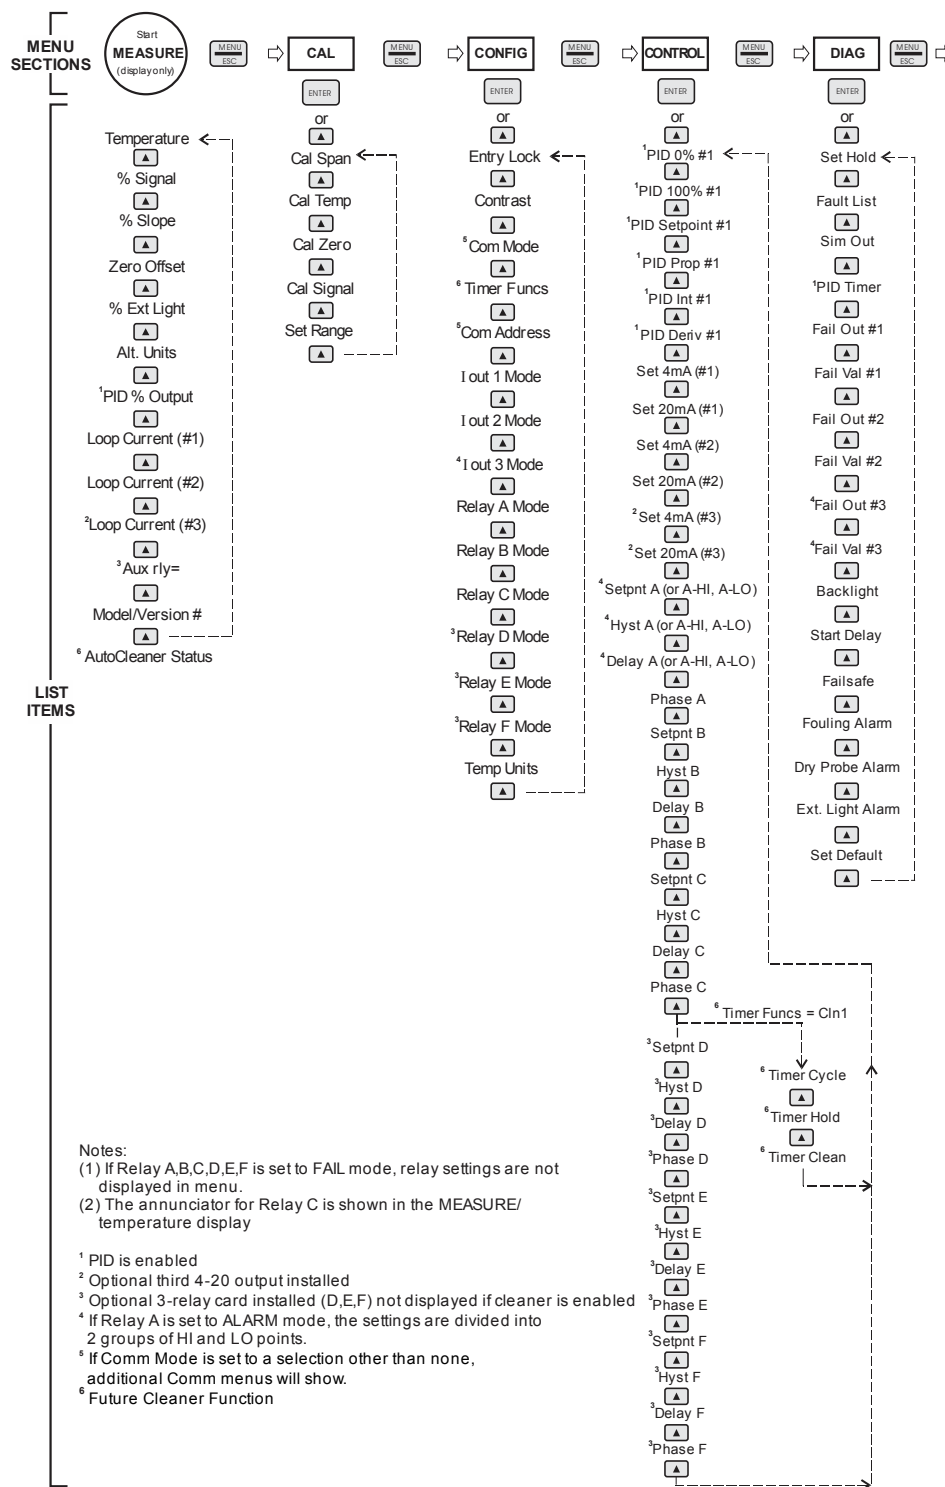 MENU
SECTIONS
Start
MEASURE
(display only)
MENU
ESC
CAL
MENU
ESC
CONFIG
MENU
ESC
CONTROL
MENU
ESC
DIAG
MENU
ESC
LIST
ITEMS
Temperature
% Signal
% Slope
Zero Offset
% Ext Light
Alt. Units
¹PID % Output
Loop Current (#1)
Loop Current (#2)
²Loop Current (#3)
³Aux rly=
Model/Version #
⁶ AutoCleaner Status
ENTER
or
Cal Span
Cal Temp
Cal Zero
Cal Signal
Set Range
ENTER
or
Entry Lock
Contrast
⁵Com Mode
⁶ Timer Funcs
⁵Com Address
I out 1 Mode
I out 2 Mode
⁴I out 3 Mode
Relay A Mode
Relay B Mode
Relay C Mode
³Relay D Mode
³Relay E Mode
³Relay F Mode
Temp Units
ENTER
or
¹PID 0% #1
¹PID 100% #1
¹PID Setpoint #1
¹PID Prop #1
¹PID Int #1
¹PID Deriv #1
Set 4mA (#1)
Set 20mA (#1)
Set 4mA (#2)
Set 20mA (#2)
² Set 4mA (#3)
² Set 20mA (#3)
⁴ Setpnt A (or A-HI, A-LO)
⁴ Hyst A (or A-HI, A-LO)
⁴ Delay A (or A-HI, A-LO)
Phase A
Setpnt B
Hyst B
Delay B
Phase B
Setpnt C
Hyst C
Delay C
Phase C
³Setpnt D
³Hyst D
³Delay D
³Phase D
³Setpnt E
³Hyst E
³Delay E
³Phase E
³Setpnt F
³Hyst F
³Delay F
³Phase F
⁶ Timer Funcs = Cln1
⁶ Timer Cycle
⁶ Timer Hold
⁶ Timer Clean
ENTER
or
Set Hold
Fault List
Sim Out
¹PID Timer
Fail Out #1
Fail Val #1
Fail Out #2
Fail Val #2
⁴Fail Out #3
⁴Fail Val #3
Backlight
Start Delay
Failsafe
Fouling Alarm
Dry Probe Alarm
Ext. Light Alarm
Set Default
Notes:
(1) If Relay A,B,C,D,E,F is set to FAIL mode, relay settings are not
displayed in menu.
(2) The annunciator for Relay C is shown in the MEASURE/
temperature display
¹ PID is enabled
² Optional third 4-20 output installed
³ Optional 3-relay card installed (D,E,F) not displayed if cleaner is enabled
⁴ If Relay A is set to ALARM mode, the settings are divided into
2 groups of HI and LO points.
⁵ If Comm Mode is set to a selection other than none,
additional Comm menus will show.
⁶ Future Cleaner Function